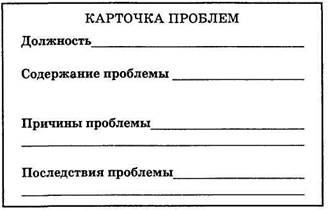 КАРТОЧКА ПРОБЛЕМ
Должность
Содержание проблемы
Причины проблемы
Последствия проблемы